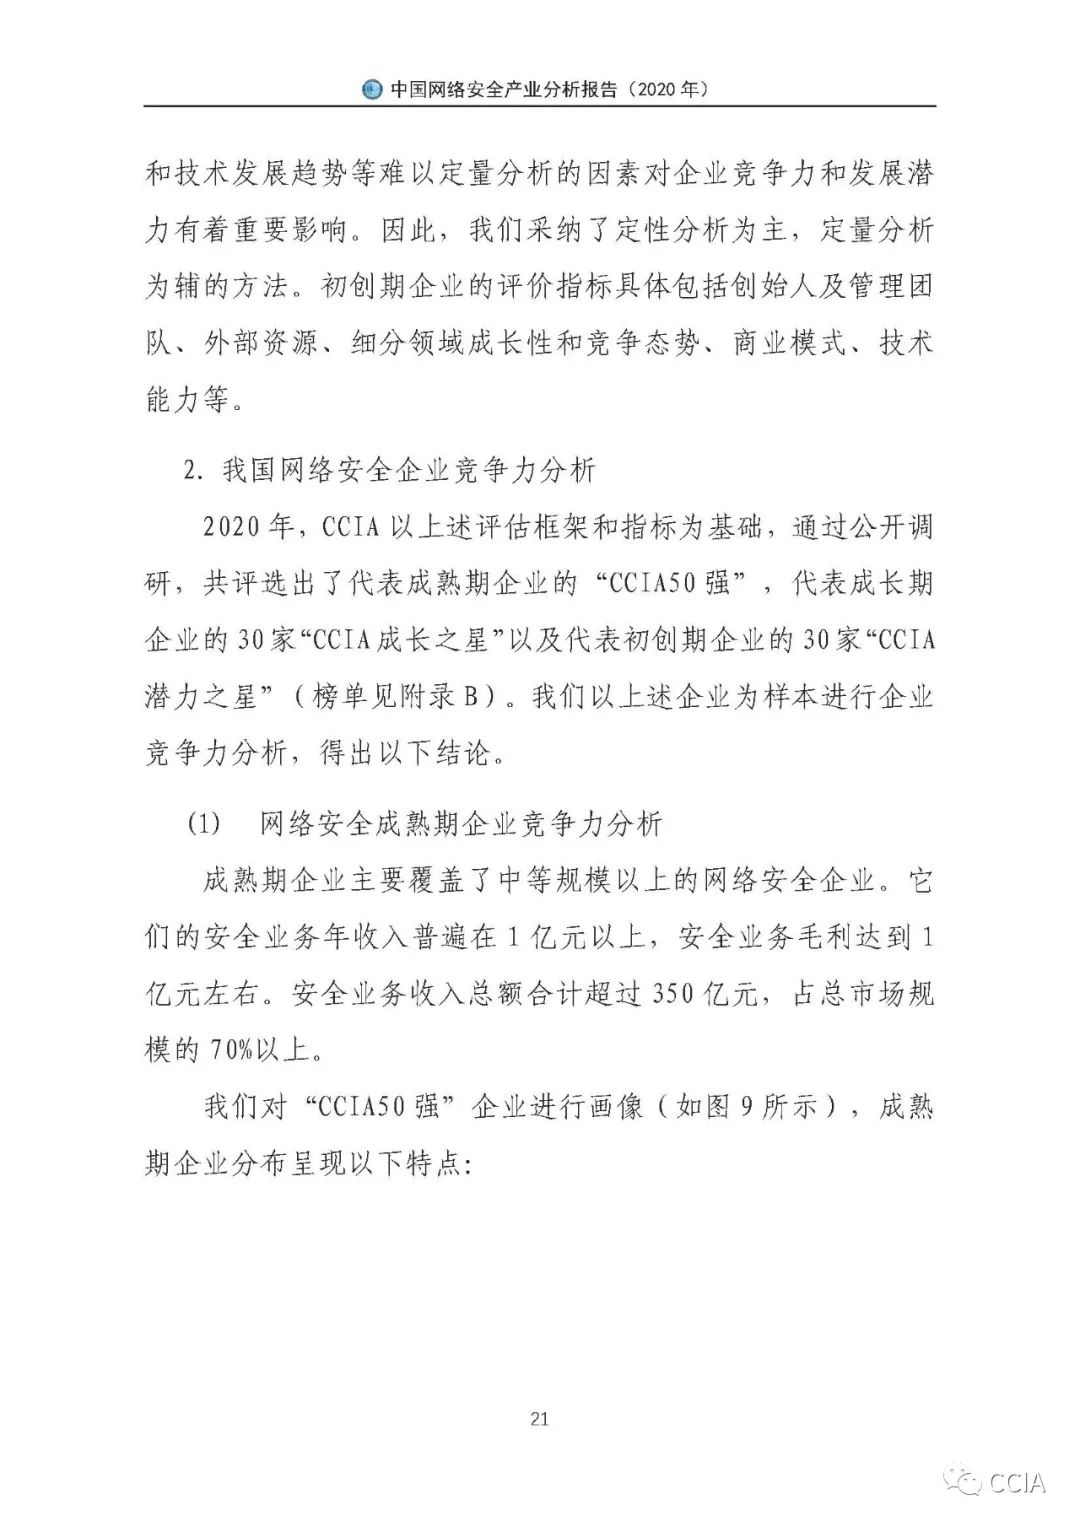 中国网络安全产业分析报告（2020 年）
和技术发展趋势等难以定量分析的因素对企业竞争力和发展潜
力有着重要影响。因此，我们采纳了定性分析为主，定量分析
为辅的方法。初创期企业的评价指标具体包括创始人及管理团
队、外部资源、细分领域成长性和竞争态势、商业模式、技术
能力等。
2. 我国网络安全企业竞争力分析
2020 年，CCIA 以上述评估框架和指标为基础，通过公开调
研，共评选出了代表成熟期企业的“CCIA50 强”，代表成长期
企业的 30 家“CCIA 成长之星”以及代表初创期企业的 30 家“CCIA
潜力之星”（榜单见附录 B）。我们以上述企业为样本进行企业
竞争力分析，得出以下结论。
(1) 网络安全成熟期企业竞争力分析
成熟期企业主要覆盖了中等规模以上的网络安全企业。它
们的安全业务年收入普遍在 1 亿元以上，安全业务毛利达到 1
亿元左右。安全业务收入总额合计超过 350 亿元，占总市场规
模的 70%以上。
我们对“CCIA50 强”企业进行画像（如图 9 所示），成熟
期企业分布呈现以下特点：
21
CCIA